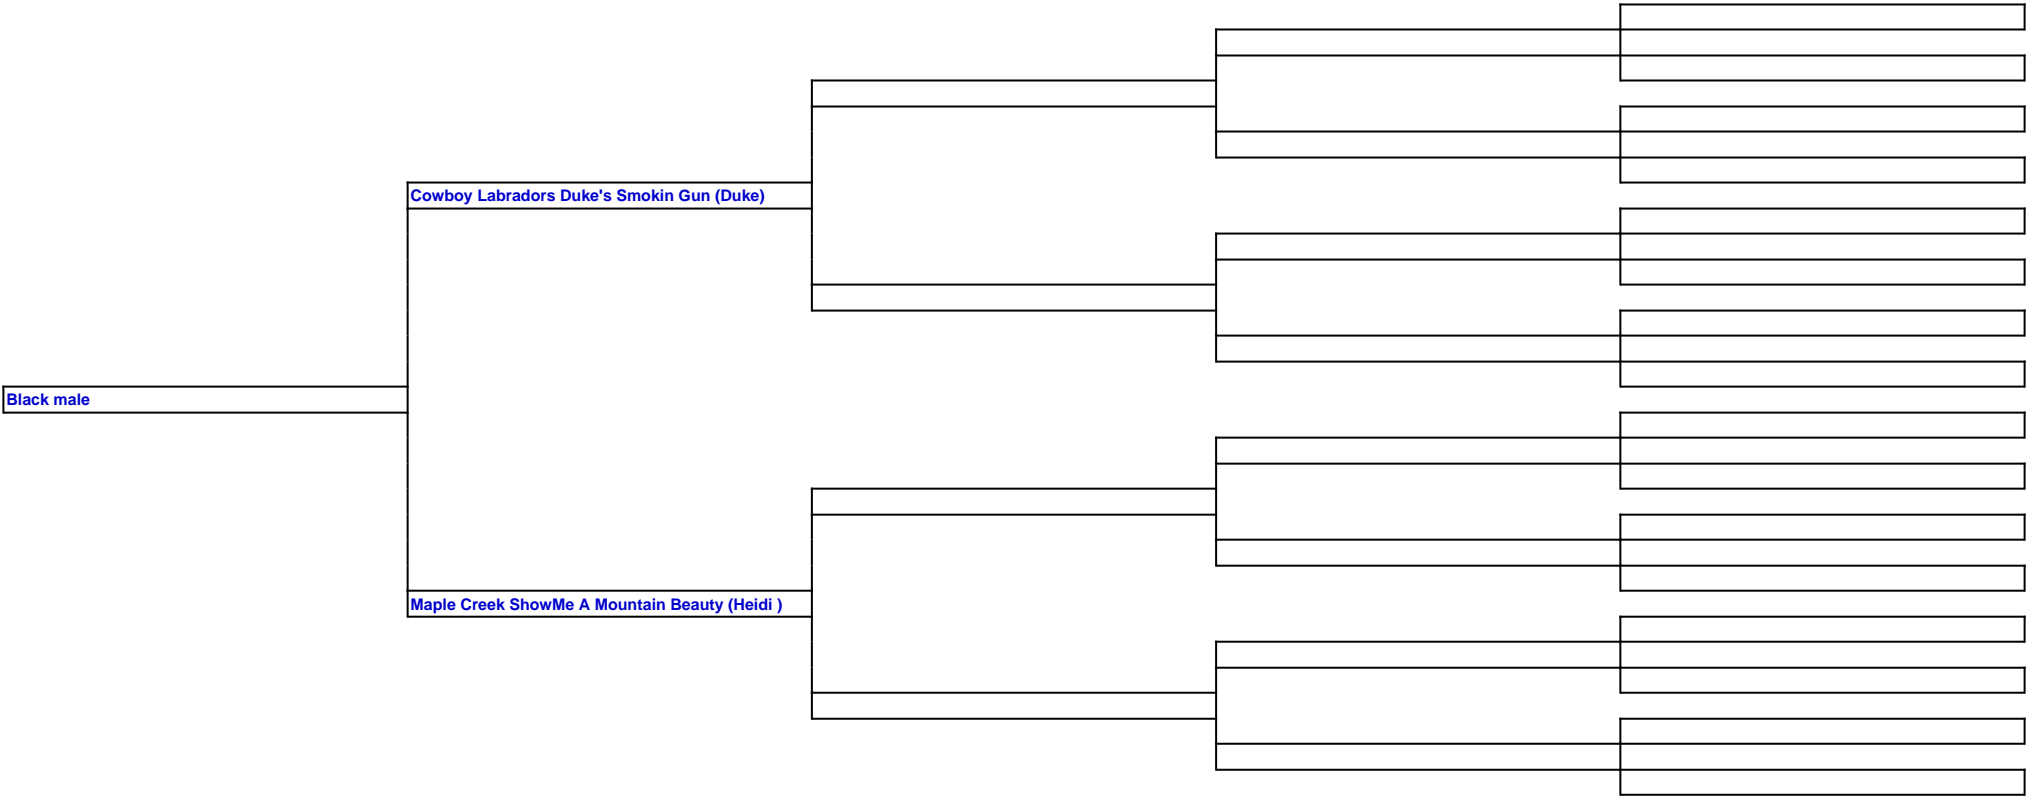 Cowboy Labradors Duke's Smokin Gun (Duke)
Black male
Maple Creek ShowMe A Mountain Beauty (Heidi )